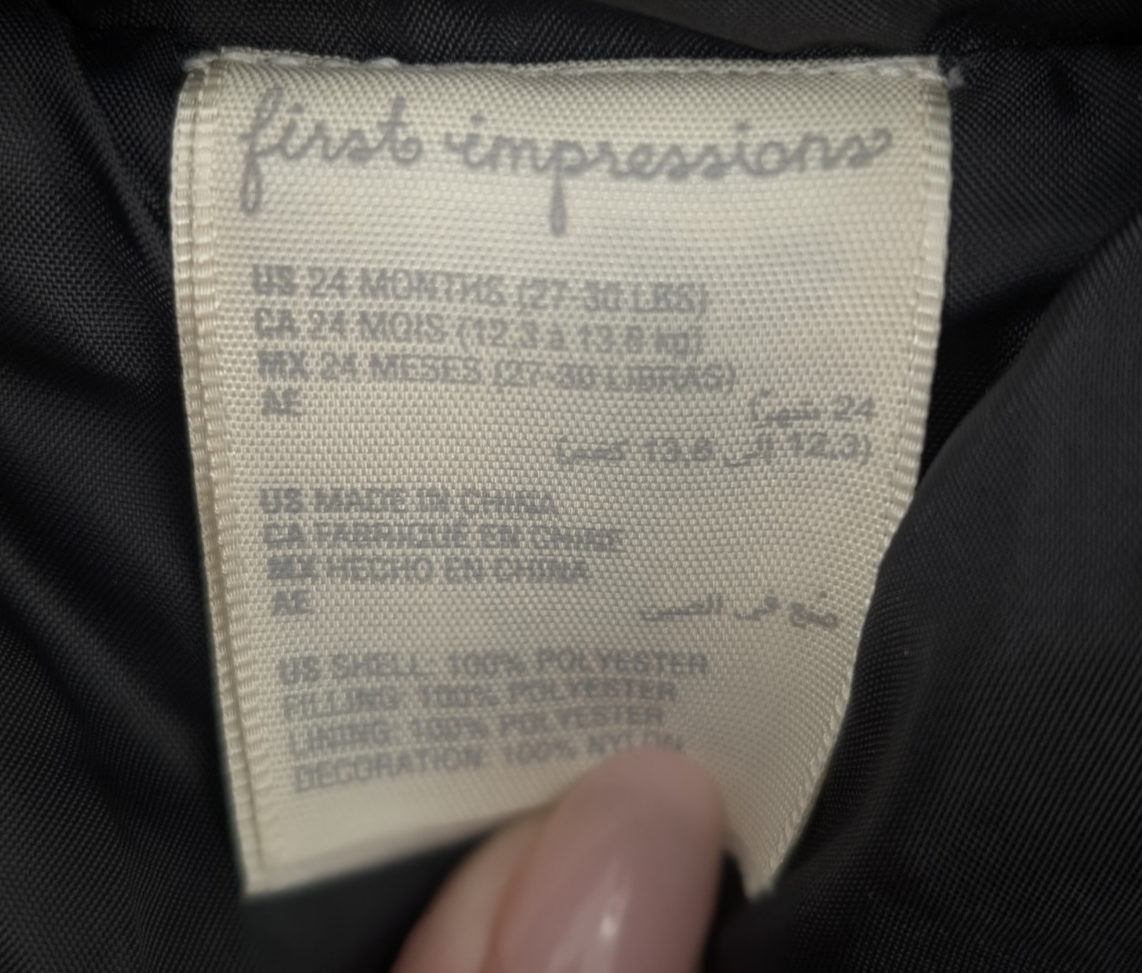 first impressions
US 24 MONTHS (27-30 LBS)
CA 24 MOIS (12,3 à 13,6 kg)
MX 24 MESES (27-30 LIBRAS)
AE 24 شهراً
(12,3 إلى 13,6 كجم)
US MADE IN CHINA
CA FABRIQUÉ EN CHINE
MX HECHO EN CHINA
AE صنع في الصين
US SHELL: 100% POLYESTER
FILLING: 100% POLYESTER
LINING: 100% POLYESTER
DECORATION: 100% NYLON